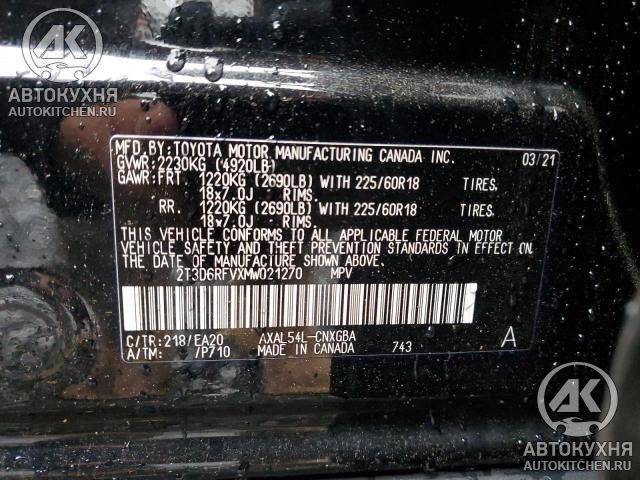 AK
АВТОКУХНЯ
AUTOKITCHEN.RU
MFD.BY:TOYOTA MOTOR MANUFACTURING CANADA INC. 03/21
GVWR:2230KG (4920LB)
GAWR:FRT 1220KG (2690LB) WITH 225/60R18 TIRES.
18x7.0J - RIMS.
RR. 1220KG (2690LB) WITH 225/60R18 TIRES.
18x7.0J - RIMS.
THIS VEHICLE CONFORMS TO ALL APPLICABLE FEDERAL MOTOR
VEHICLE SAFETY AND THEFT PREVENTION STANDARDS IN EFFECT ON
THE DATE OF MANUFACTURE SHOWN ABOVE.
2T3D6RFVXMW021270 MPV
C/TR:218/EA20 AXAL54L-CNXGBA A
A/TM: /P710 MADE IN CANADA 743
AK
АВТОКУХНЯ
AUTOKITCHEN.RU